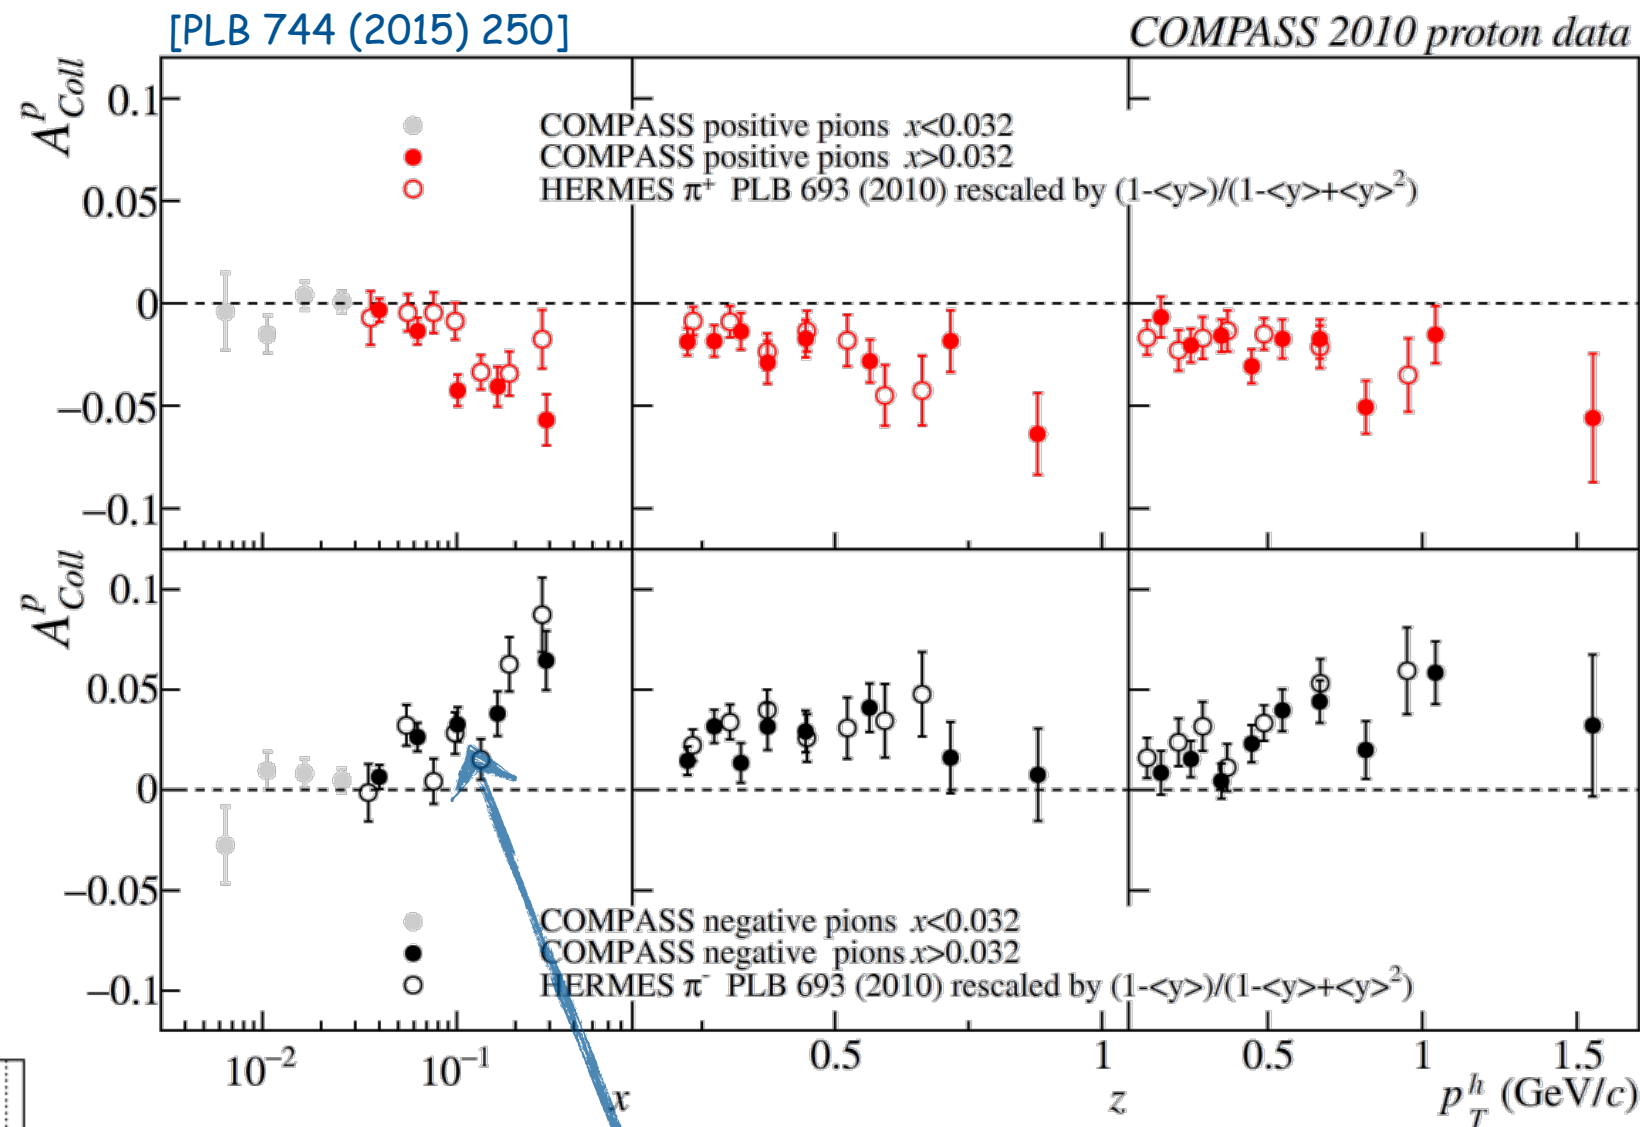 [PLB 744 (2015) 250]
COMPASS 2010 proton data
A^p_Coll
0.1
0.05
0
−0.05
−0.1
COMPASS positive pions x<0.032
COMPASS positive pions x>0.032
HERMES π⁺ PLB 693 (2010) rescaled by (1-<y>)/(1-<y>+<y>²)
A^p_Coll
0.1
0.05
0
−0.05
−0.1
COMPASS negative pions x<0.032
COMPASS negative pions x>0.032
HERMES π⁻ PLB 693 (2010) rescaled by (1-<y>)/(1-<y>+<y>²)
10⁻² 10⁻¹ 0.5 1 0.5 1 1.5
x z p_T^h (GeV/c)